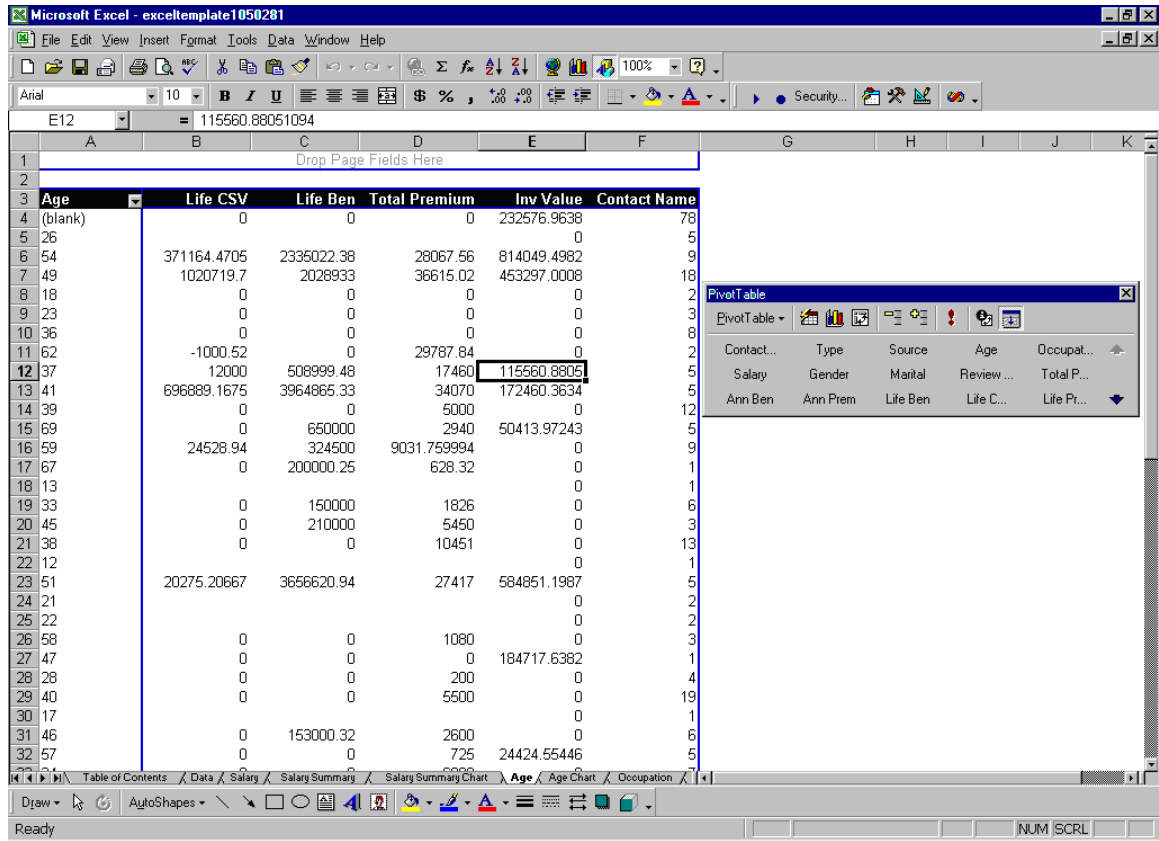 Microsoft Excel - exceltemplate1050281
File Edit View Insert Format Tools Data Window Help
100%
Arial 10 B I U $ % , Security...
E12 = 115560.88051094
A B C D E F G H I J K
1 Drop Page Fields Here
2
3 Age Life CSV Life Ben Total Premium Inv Value Contact Name
4 (blank) 0 0 0 232576.9638 78
5 26 0 5
6 54 371164.4705 2335022.38 28067.56 814049.4982 9
7 49 1020719.7 2028933 36615.02 453297.0008 18
8 18 0 0 0 0 2
9 23 0 0 0 0 3
10 36 0 0 0 0 8
11 62 -1000.52 0 29787.84 0 2
12 37 12000 508999.48 17460 115560.8805 5
13 41 696889.1675 3964865.33 34070 172460.3634 5
14 39 0 0 5000 0 12
15 69 0 650000 2940 50413.97243 5
16 59 24528.94 324500 9031.759994 0 9
17 67 0 200000.25 628.32 0 1
18 13 0 1
19 33 0 150000 1826 0 6
20 45 0 210000 5450 0 3
21 38 0 0 10451 0 13
22 12 0 1
23 51 20275.20667 3656620.94 27417 584851.1987 5
24 21 0 2
25 22 0 2
26 58 0 0 1080 0 3
27 47 0 0 0 184717.6382 1
28 28 0 0 200 0 4
29 40 0 0 5500 0 19
30 17 0 1
31 46 0 153000.32 2600 0 6
32 57 0 0 725 24424.55446 5
PivotTable
PivotTable
Contact... Type Source Age Occupat...
Salary Gender Marital Review ... Total P...
Ann Ben Ann Prem Life Ben Life C... Life Pr...
Table of Contents Data Salary Salary Summary Salary Summary Chart Age Age Chart Occupation
Draw AutoShapes
Ready NUM SCRL